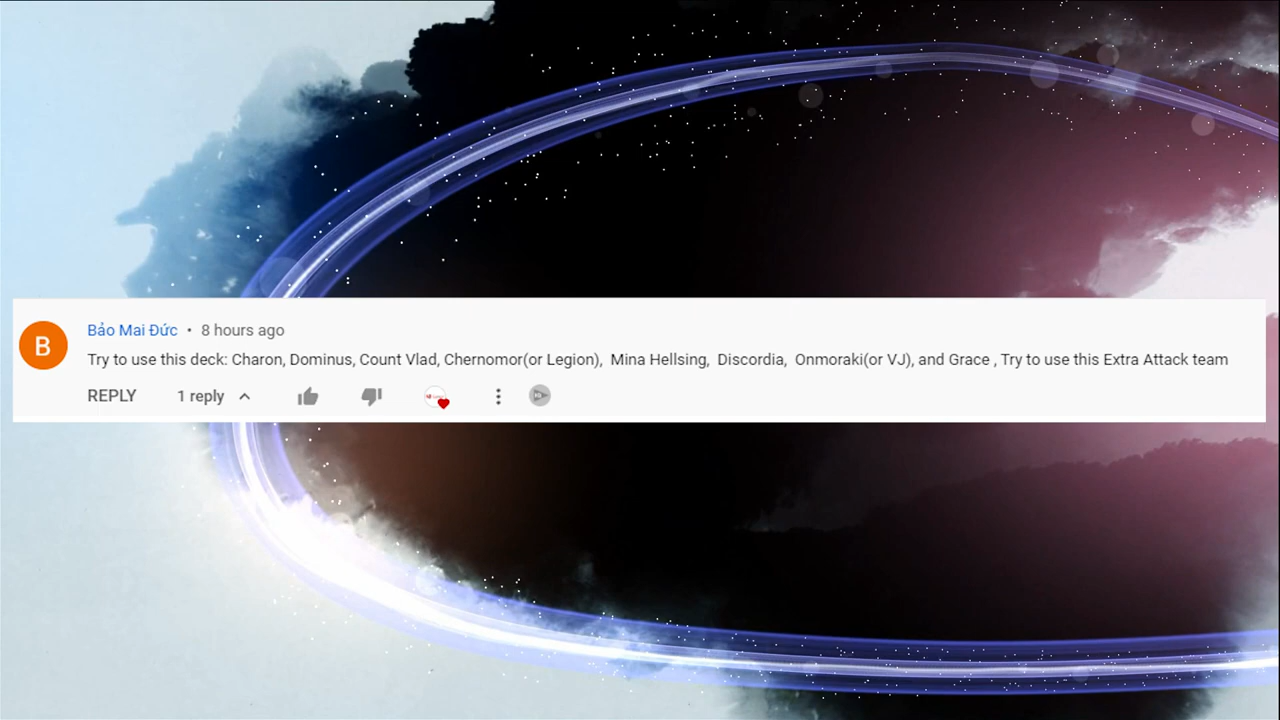 B
Bảo Mai Đức • 8 hours ago
Try to use this deck: Charon, Dominus, Count Vlad, Chernomor(or Legion), Mina Hellsing, Discordia, Onmoraki(or VJ), and Grace , Try to use this Extra Attack team
REPLY 1 reply